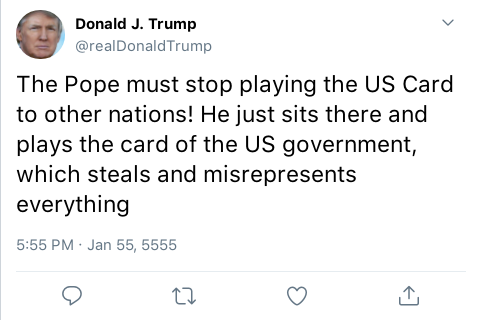 Donald J. Trump
@realDonaldTrump
The Pope must stop playing the US Card
to other nations! He just sits there and
plays the card of the US government,
which steals and misrepresents
everything
5:55 PM · Jan 55, 5555